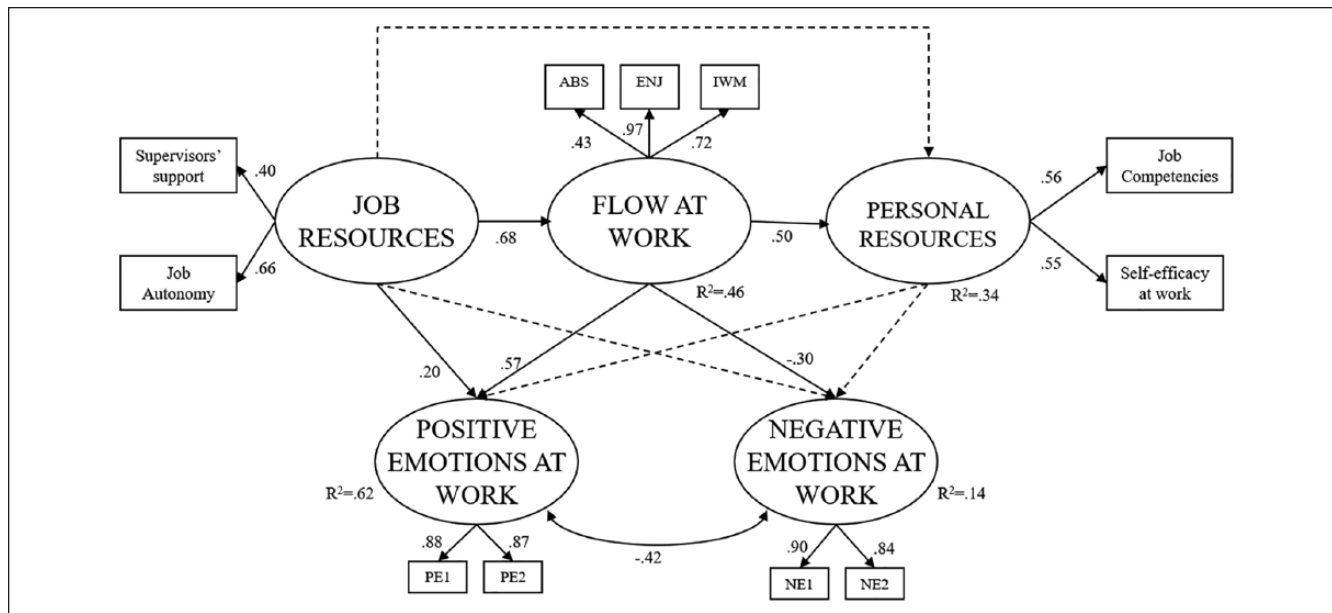 ABS
ENJ
IWM
.43
.97
.72
Supervisors'
support
.40
Job
Autonomy
.66
JOB
RESOURCES
.68
FLOW AT
WORK
R²=.46
.50
PERSONAL
RESOURCES
R²=.34
.56
Job
Competencies
.55
Self-efficacy
at work
.20
.57
-.30
POSITIVE
EMOTIONS AT
WORK
R²=.62
NEGATIVE
EMOTIONS AT
WORK
R²=.14
-.42
.88
.87
PE1
PE2
.90
.84
NE1
NE2